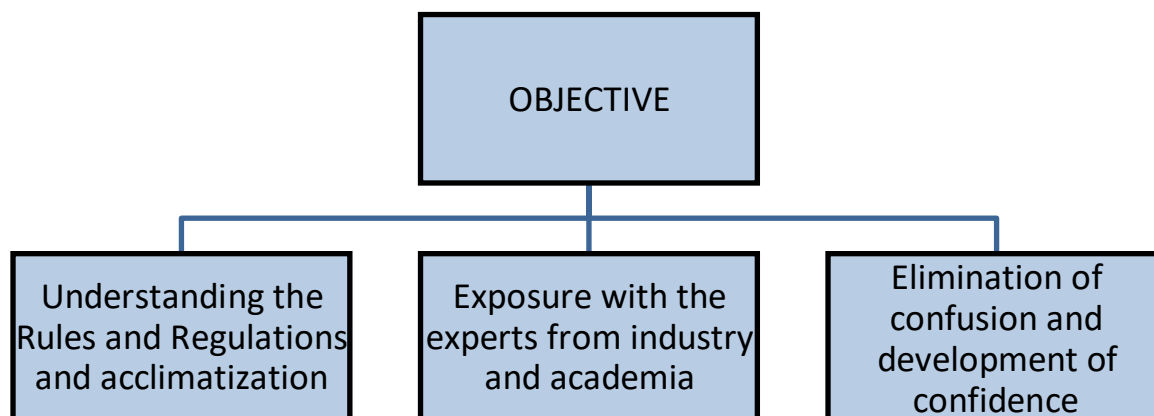 OBJECTIVE
Understanding the
Rules and Regulations
and acclimatization
Exposure with the
experts from industry
and academia
Elimination of
confusion and
development of
confidence